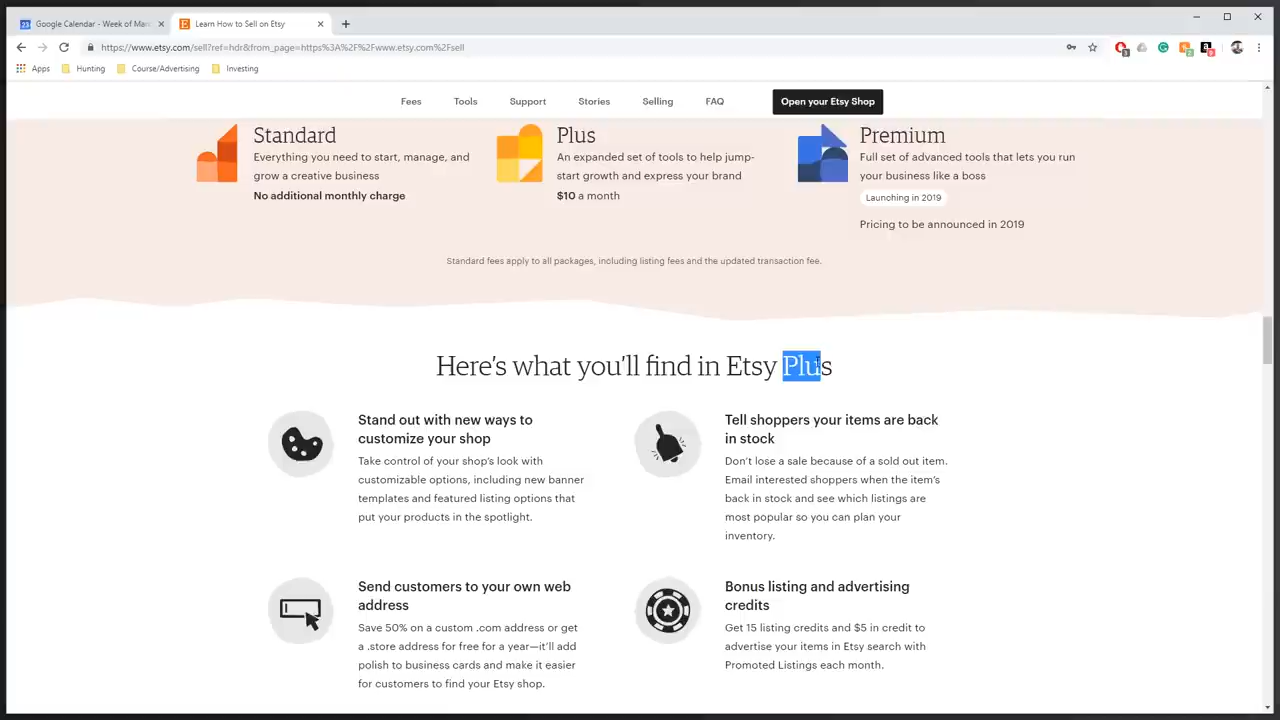 Google Calendar - Week of Mar
Learn How to Sell on Etsy
https://www.etsy.com/sell?ref=hdr&from_page=https%3A%2F%2Fwww.etsy.com%2Fsell
Apps
Hunting
Course/Advertising
Investing
Fees
Tools
Support
Stories
Selling
FAQ
Open your Etsy Shop
Standard
Everything you need to start, manage, and
grow a creative business
No additional monthly charge
Plus
An expanded set of tools to help jump-
start growth and express your brand
$10 a month
Premium
Full set of advanced tools that lets you run
your business like a boss
Launching in 2019
Pricing to be announced in 2019
Standard fees apply to all packages, including listing fees and the updated transaction fee.
Here's what you'll find in Etsy Plus
Stand out with new ways to
customize your shop
Take control of your shop's look with
customizable options, including new banner
templates and featured listing options that
put your products in the spotlight.
Tell shoppers your items are back
in stock
Don't lose a sale because of a sold out item.
Email interested shoppers when the item's
back in stock and see which listings are
most popular so you can plan your
inventory.
Send customers to your own web
address
Save 50% on a custom .com address or get
a .store address for free for a year—it'll add
polish to business cards and make it easier
for customers to find your Etsy shop.
Bonus listing and advertising
credits
Get 15 listing credits and $5 in credit to
advertise your items in Etsy search with
Promoted Listings each month.